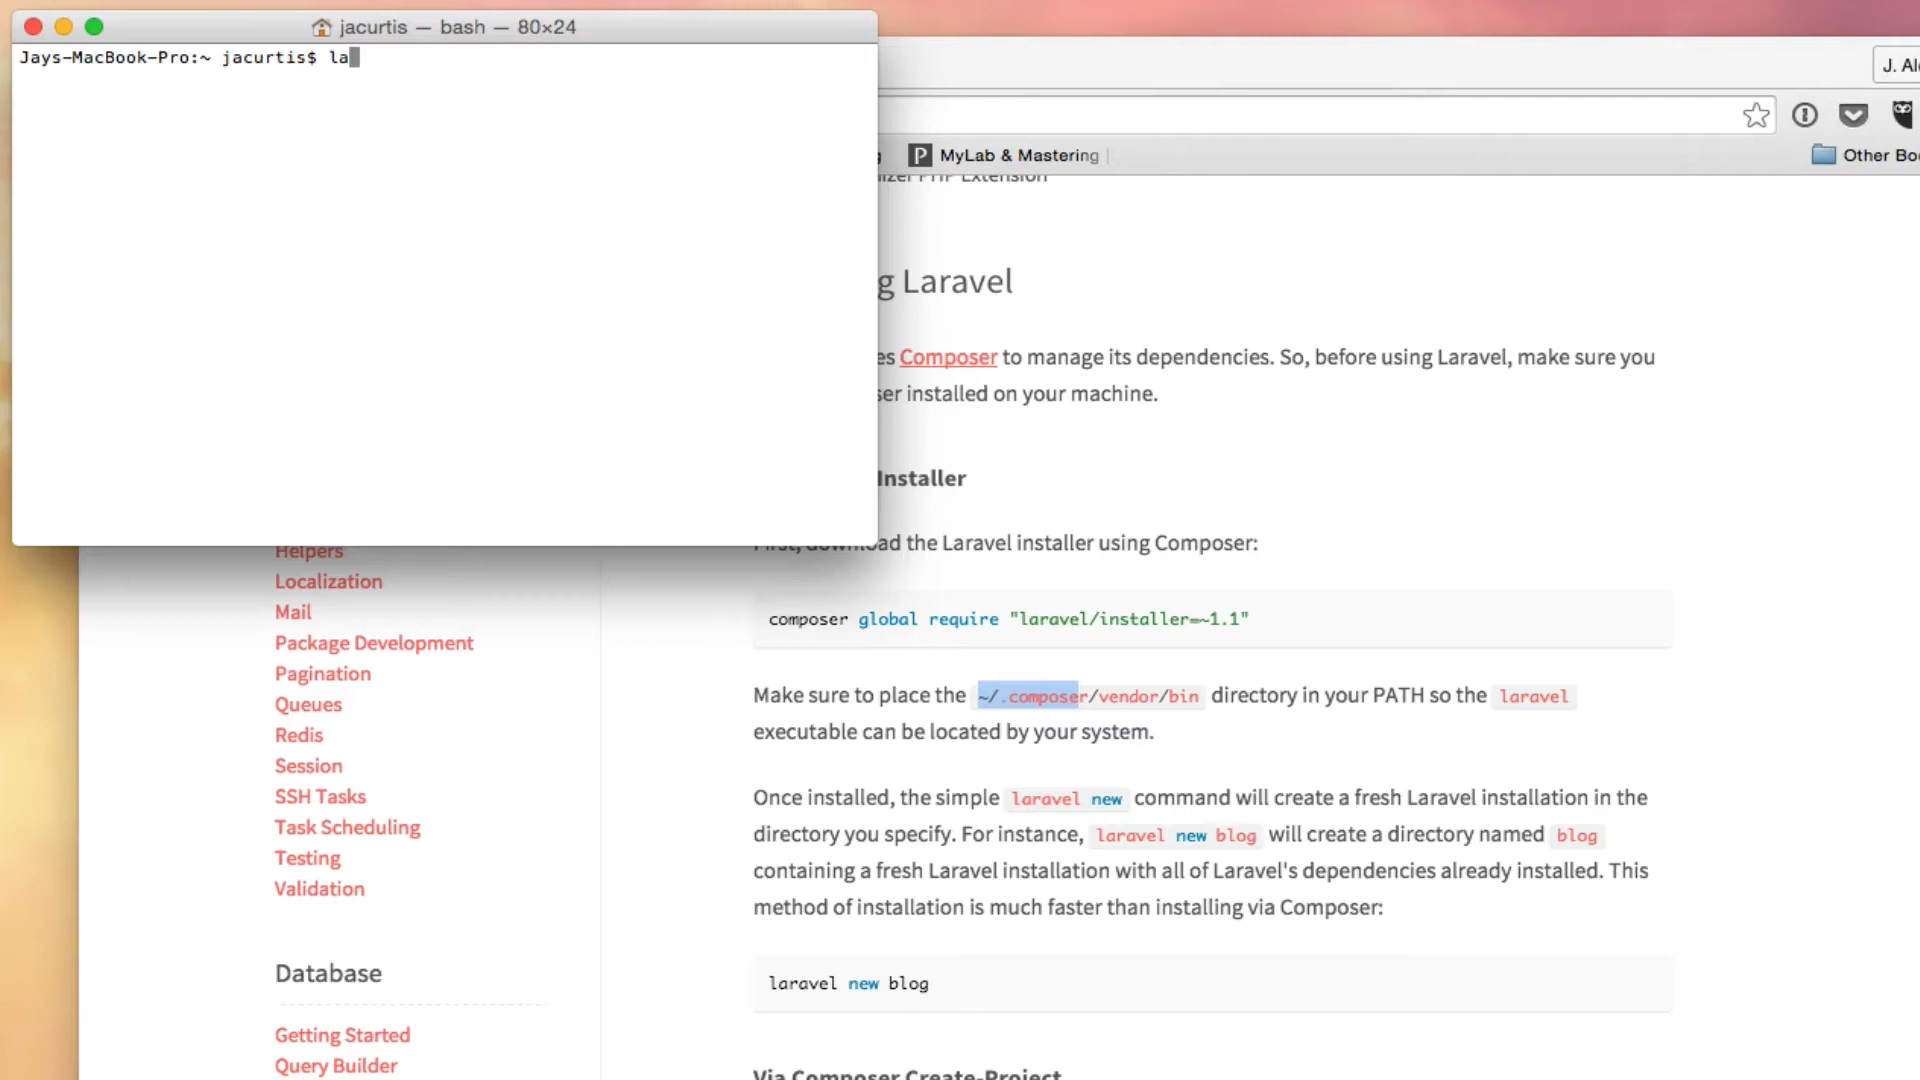 jacurtis — bash — 80×24
Jays-MacBook-Pro:~ jacurtis$ la
J. Al
MyLab & Mastering
Other Bo
PHP Extension
g Laravel
es Composer to manage its dependencies. So, before using Laravel, make sure you
ser installed on your machine.
Installer
First, download the Laravel installer using Composer:
composer global require "laravel/installer=~1.1"
Make sure to place the ~/.composer/vendor/bin directory in your PATH so the laravel
executable can be located by your system.
Once installed, the simple laravel new command will create a fresh Laravel installation in the
directory you specify. For instance, laravel new blog will create a directory named blog
containing a fresh Laravel installation with all of Laravel's dependencies already installed. This
method of installation is much faster than installing via Composer:
laravel new blog
Via Composer Create-Project
Helpers
Localization
Mail
Package Development
Pagination
Queues
Redis
Session
SSH Tasks
Task Scheduling
Testing
Validation
Database
Getting Started
Query Builder